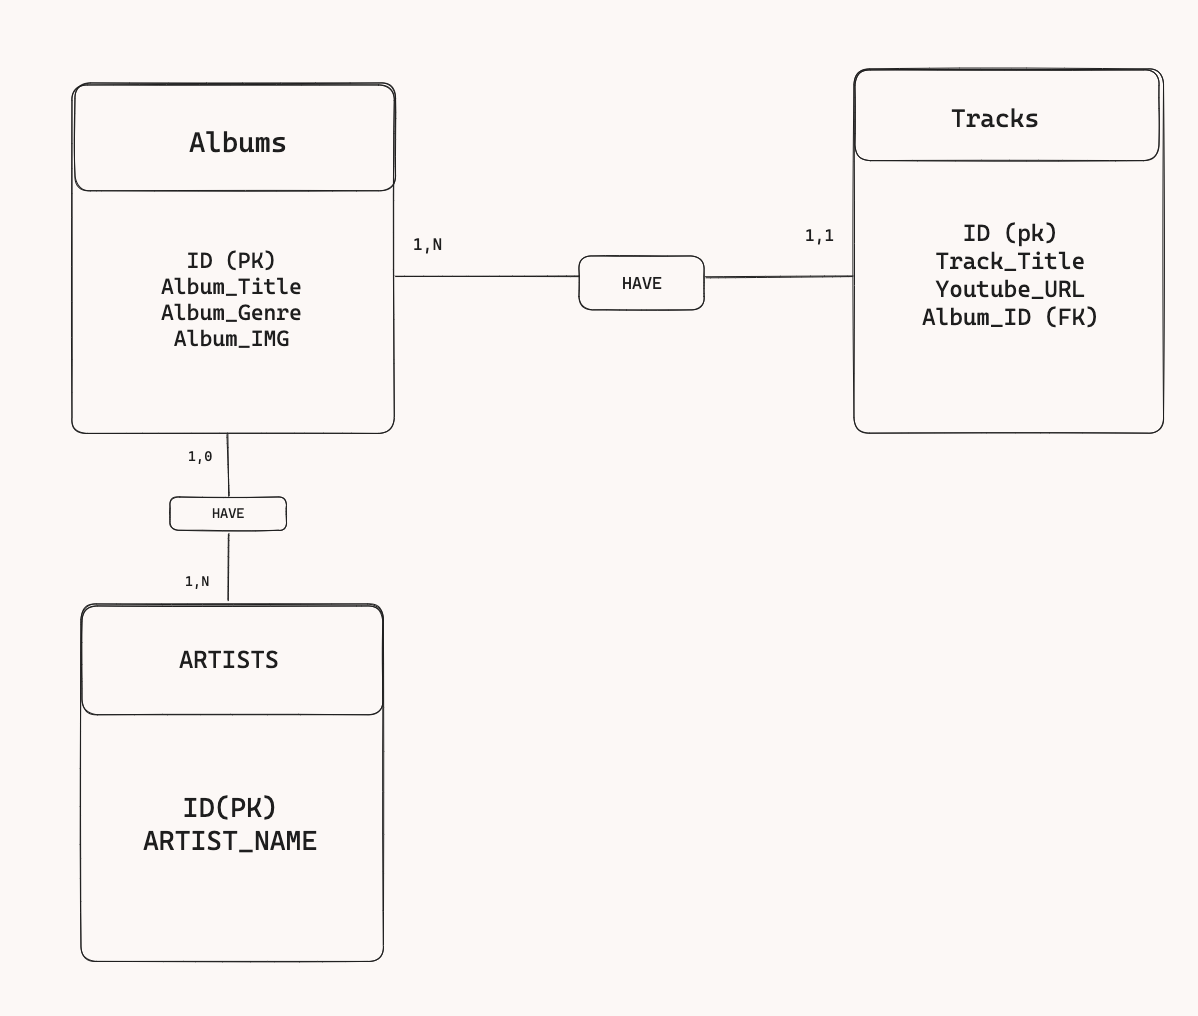 Albums
ID (PK)
Album_Title
Album_Genre
Album_IMG
1,N
HAVE
1,1
Tracks
ID (pk)
Track_Title
Youtube_URL
Album_ID (FK)
1,0
HAVE
1,N
ARTISTS
ID(PK)
ARTIST_NAME